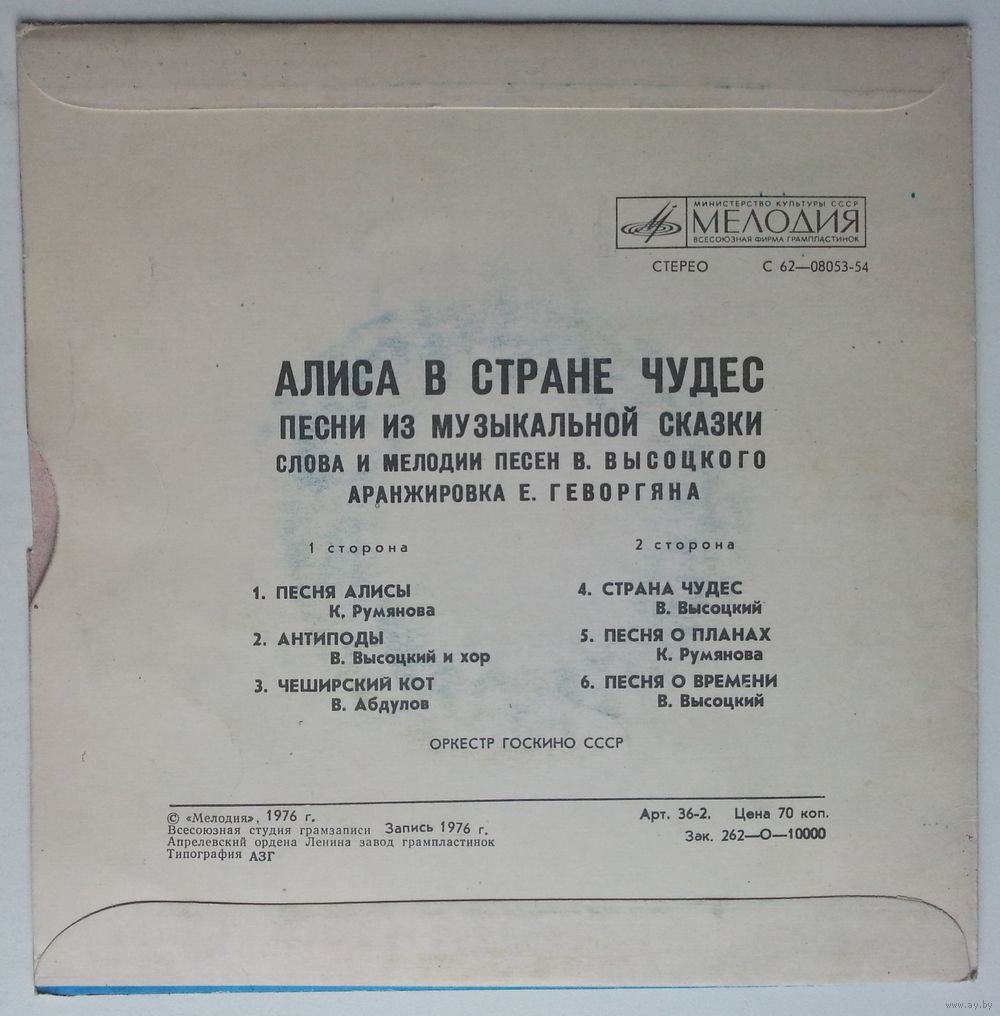 МИНИСТЕРСТВО КУЛЬТУРЫ СССР
МЕЛОДИЯ
ВСЕСОЮЗНАЯ ФИРМА ГРАМПЛАСТИНОК
СТЕРЕО С 62—08053-54
АЛИСА В СТРАНЕ ЧУДЕС
ПЕСНИ ИЗ МУЗЫКАЛЬНОЙ СКАЗКИ
СЛОВА И МЕЛОДИИ ПЕСЕН В. ВЫСОЦКОГО
АРАНЖИРОВКА Е. ГЕВОРГЯНА
1 сторона
1. ПЕСНЯ АЛИСЫ
К. Румянова
2. АНТИПОДЫ
В. Высоцкий и хор
3. ЧЕШИРСКИЙ КОТ
В. Абдулов
2 сторона
4. СТРАНА ЧУДЕС
В. Высоцкий
5. ПЕСНЯ О ПЛАНАХ
К. Румянова
6. ПЕСНЯ О ВРЕМЕНИ
В. Высоцкий
ОРКЕСТР ГОСКИНО СССР
© «Мелодия», 1976 г.
Всесоюзная студия грамзаписи Запись 1976 г.
Апрелевский ордена Ленина завод грампластинок
Типография АЗГ
Арт. 36-2. Цена 70 коп.
Зак. 262—О—10000
www.ay.by